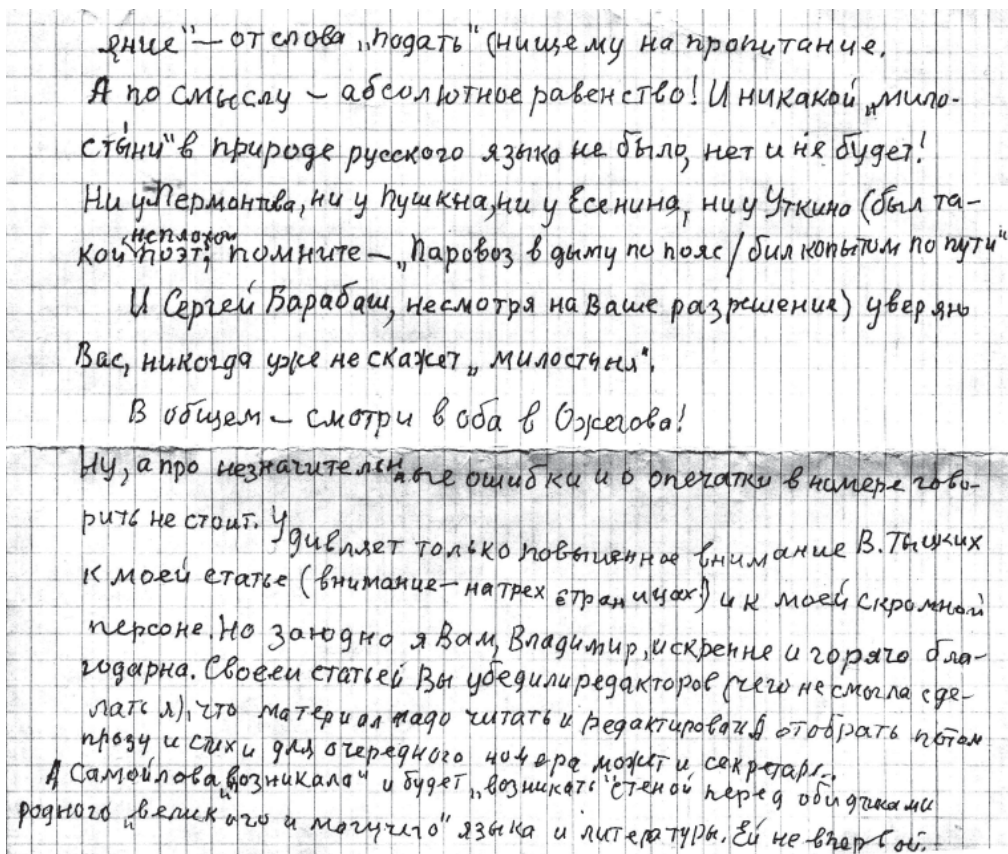 яние" — от слова „подать" (нищему на пропитание.
А по смыслу — абсолютное равенство! И никакой „мило-
сты́ни" в природе русского языка не было, нет и не будет!
Ни у Лермонтова, ни у Пушкина, ни у Есенина, ни у Уткина (был та-
неплохой
кой поэт; помните — „Паровоз в дыму по пояс / бил копытом по пути"
И Сергей Барабаш, несмотря на Ваше разрешение) уверяю
Вас, никогда уже не скажет „милостыня".
В общем — смотри в оба в Ожегова!
Ну, а про незначительные ошибки и о опечатки в номере гово-
рить не стоит. Удивляет только повышенное внимание В. Тыцких
к моей статье (внимание — на трех страницах!) и к моей скромной
персоне. Но заодно я Вам, Владимир, искренне и горячо бла-
годарна. Своей статьей Вы убедили редакторов (чего не смогла сде-
лать я), что материал надо читать и редактировать. А отобрать потом
прозу и стихи для очередного номера может и секретарь.
А Самойлова „возникала" и будет „возникать" стеной перед обидчиками
родного „великого и могучего" языка и литературы. Ей не впервой.